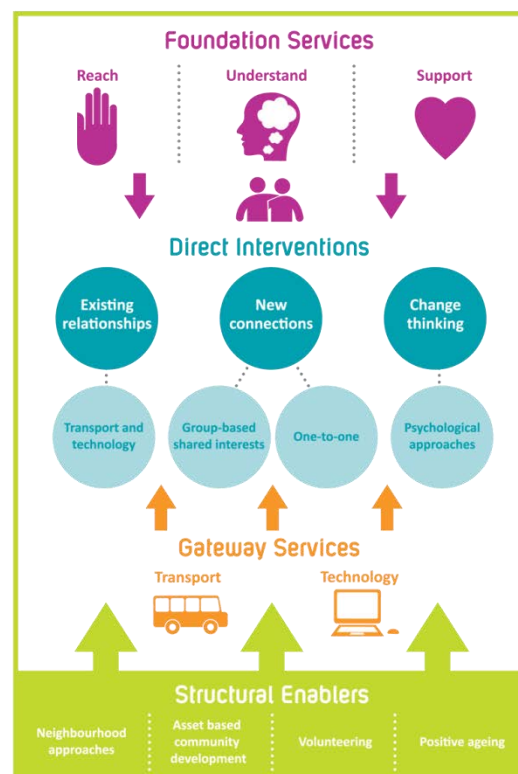 Foundation Services
Reach
Understand
Support
Direct Interventions
Existing
relationships
New
connections
Change
thinking
Transport and
technology
Group-based
shared interests
One-to-one
Psychological
approaches
Gateway Services
Transport
Technology
Structural Enablers
Neighbourhood
approaches
Asset based
community
development
Volunteering
Positive ageing